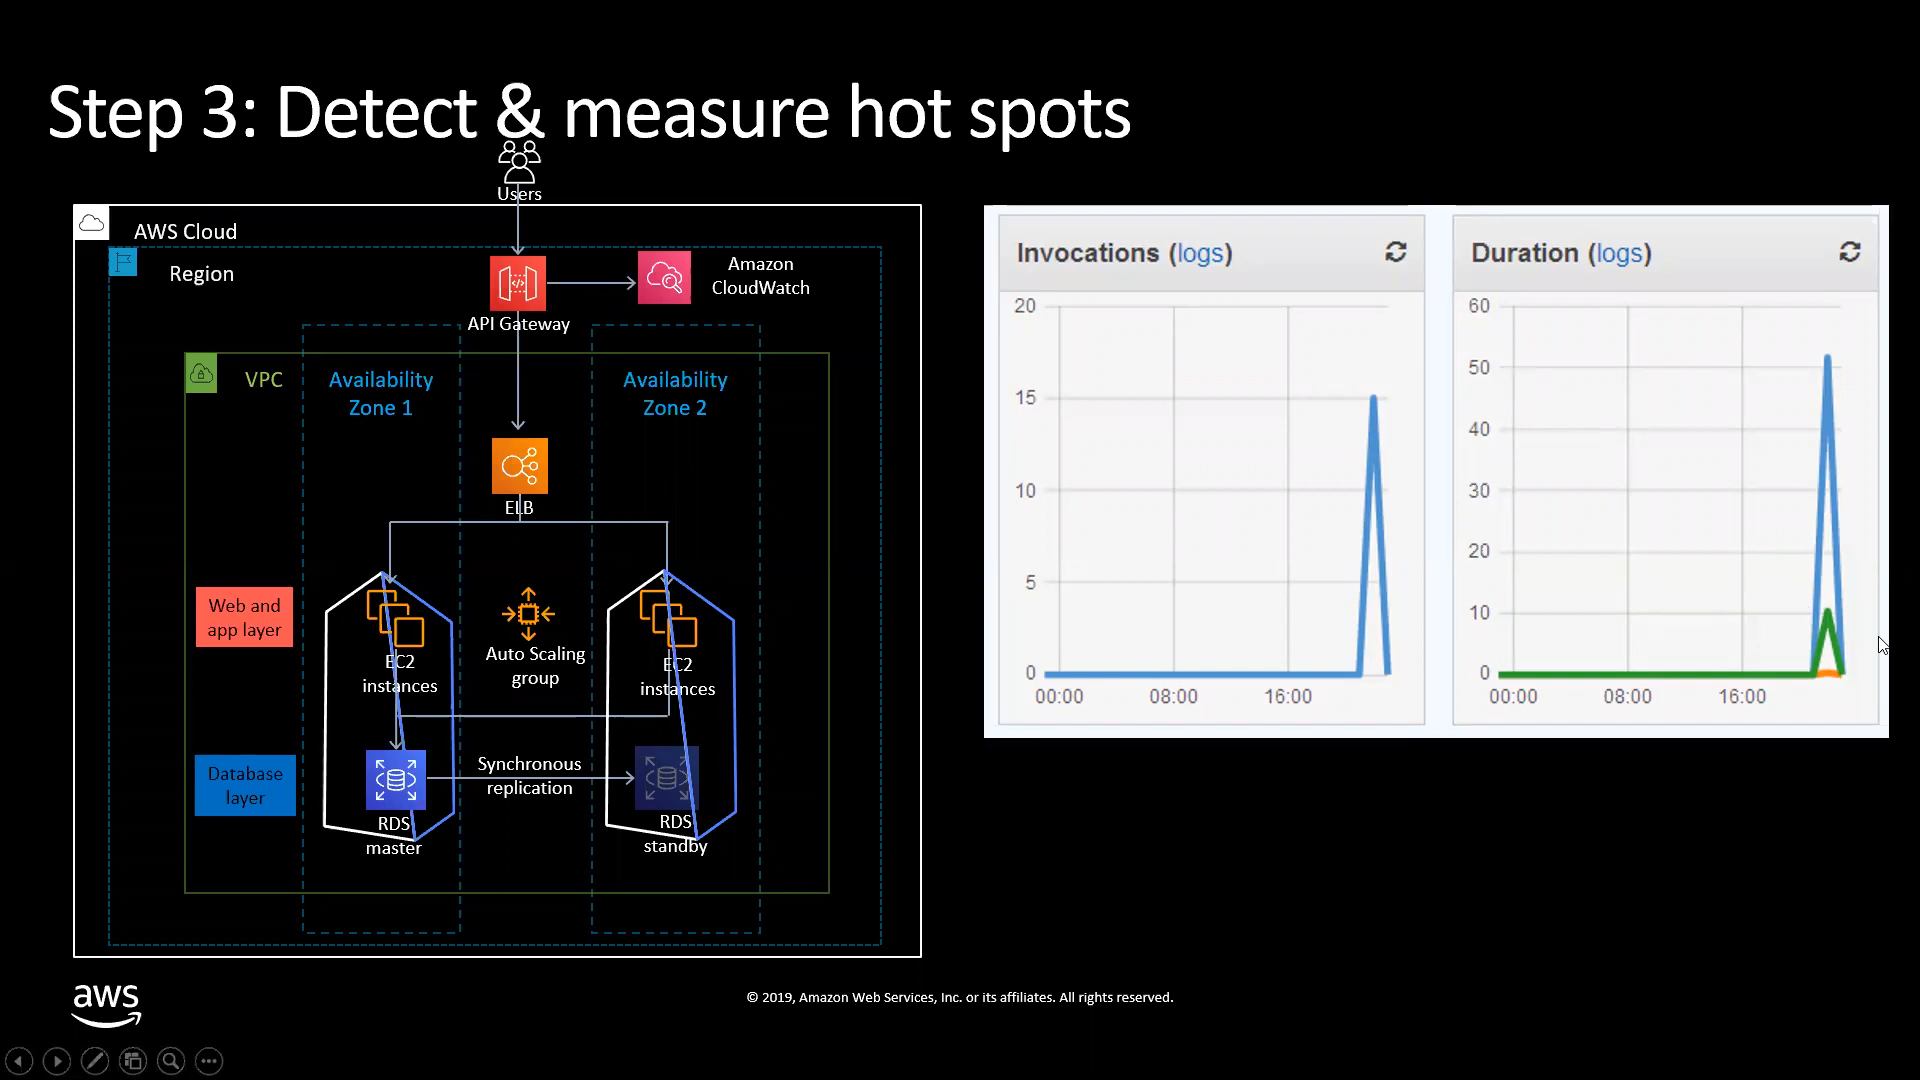 Step 3: Detect & measure hot spots
Users
AWS Cloud
Region
API Gateway
Amazon
CloudWatch
VPC
Availability
Zone 1
Availability
Zone 2
ELB
Web and
app layer
EC2
instances
Auto Scaling
group
EC2
instances
Database
layer
RDS
master
Synchronous
replication
RDS
standby
Invocations (logs)
20
15
10
5
0
00:00 08:00 16:00
Duration (logs)
60
50
40
30
20
10
0
00:00 08:00 16:00
aws
© 2019, Amazon Web Services, Inc. or its affiliates. All rights reserved.